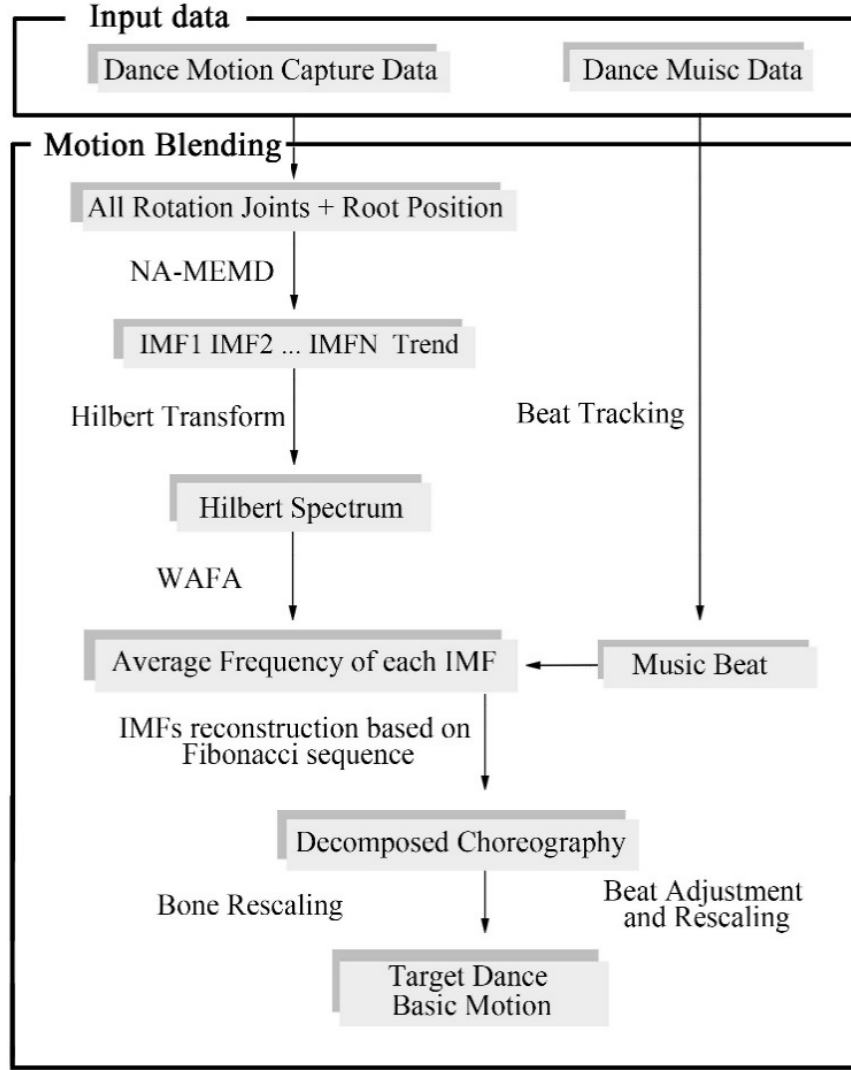 Input data
Dance Motion Capture Data
Dance Muisc Data
Motion Blending
All Rotation Joints + Root Position
NA-MEMD
IMF1 IMF2 ... IMFN Trend
Hilbert Transform
Beat Tracking
Hilbert Spectrum
WAFA
Average Frequency of each IMF
Music Beat
IMFs reconstruction based on
Fibonacci sequence
Decomposed Choreography
Bone Rescaling
Beat Adjustment
and Rescaling
Target Dance
Basic Motion